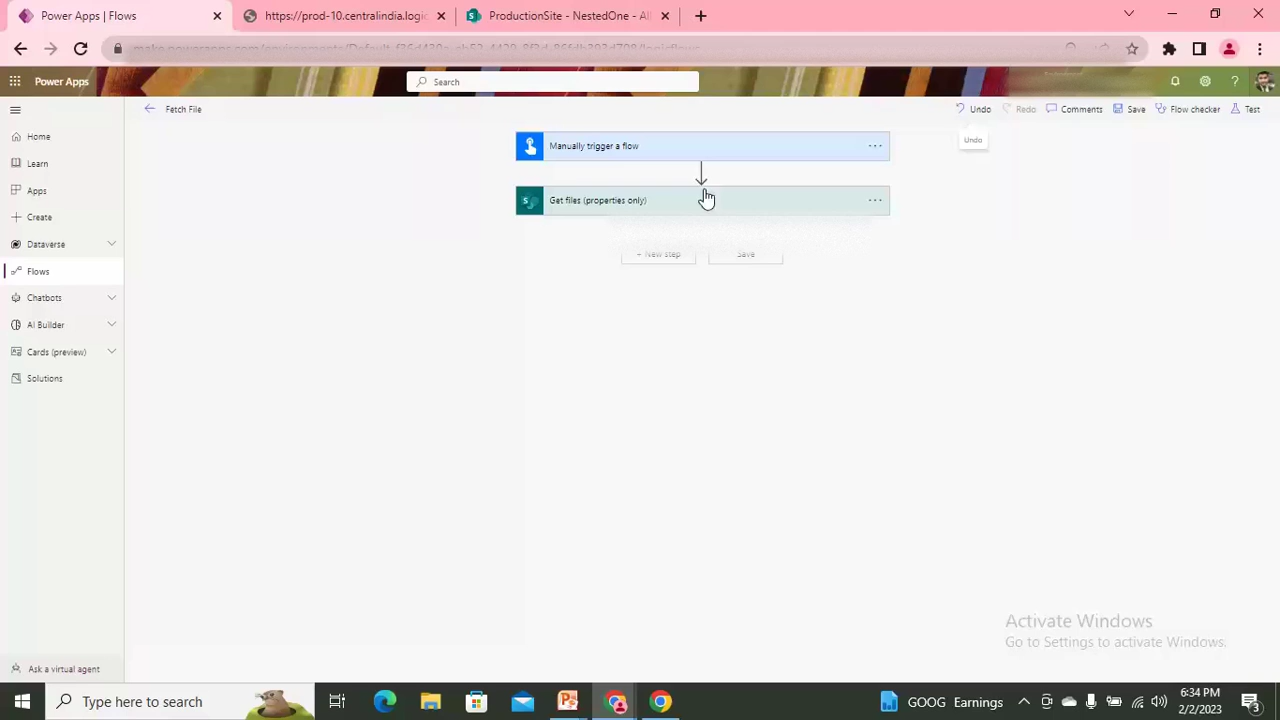 Power Apps | Flows
https://prod-10.centralindia.logic
ProductionSite - NestedOne - All
Power Apps
Search
Fetch File
Undo
Redo
Comments
Save
Flow checker
Test
Undo
Home
Learn
Apps
Create
Dataverse
Flows
Chatbots
AI Builder
Cards (preview)
Solutions
Ask a virtual agent
Manually trigger a flow
Get files (properties only)
+ New step
Save
Activate Windows
Go to Settings to activate Windows.
Type here to search
GOOG Earnings
6:34 PM
2/2/2023
3